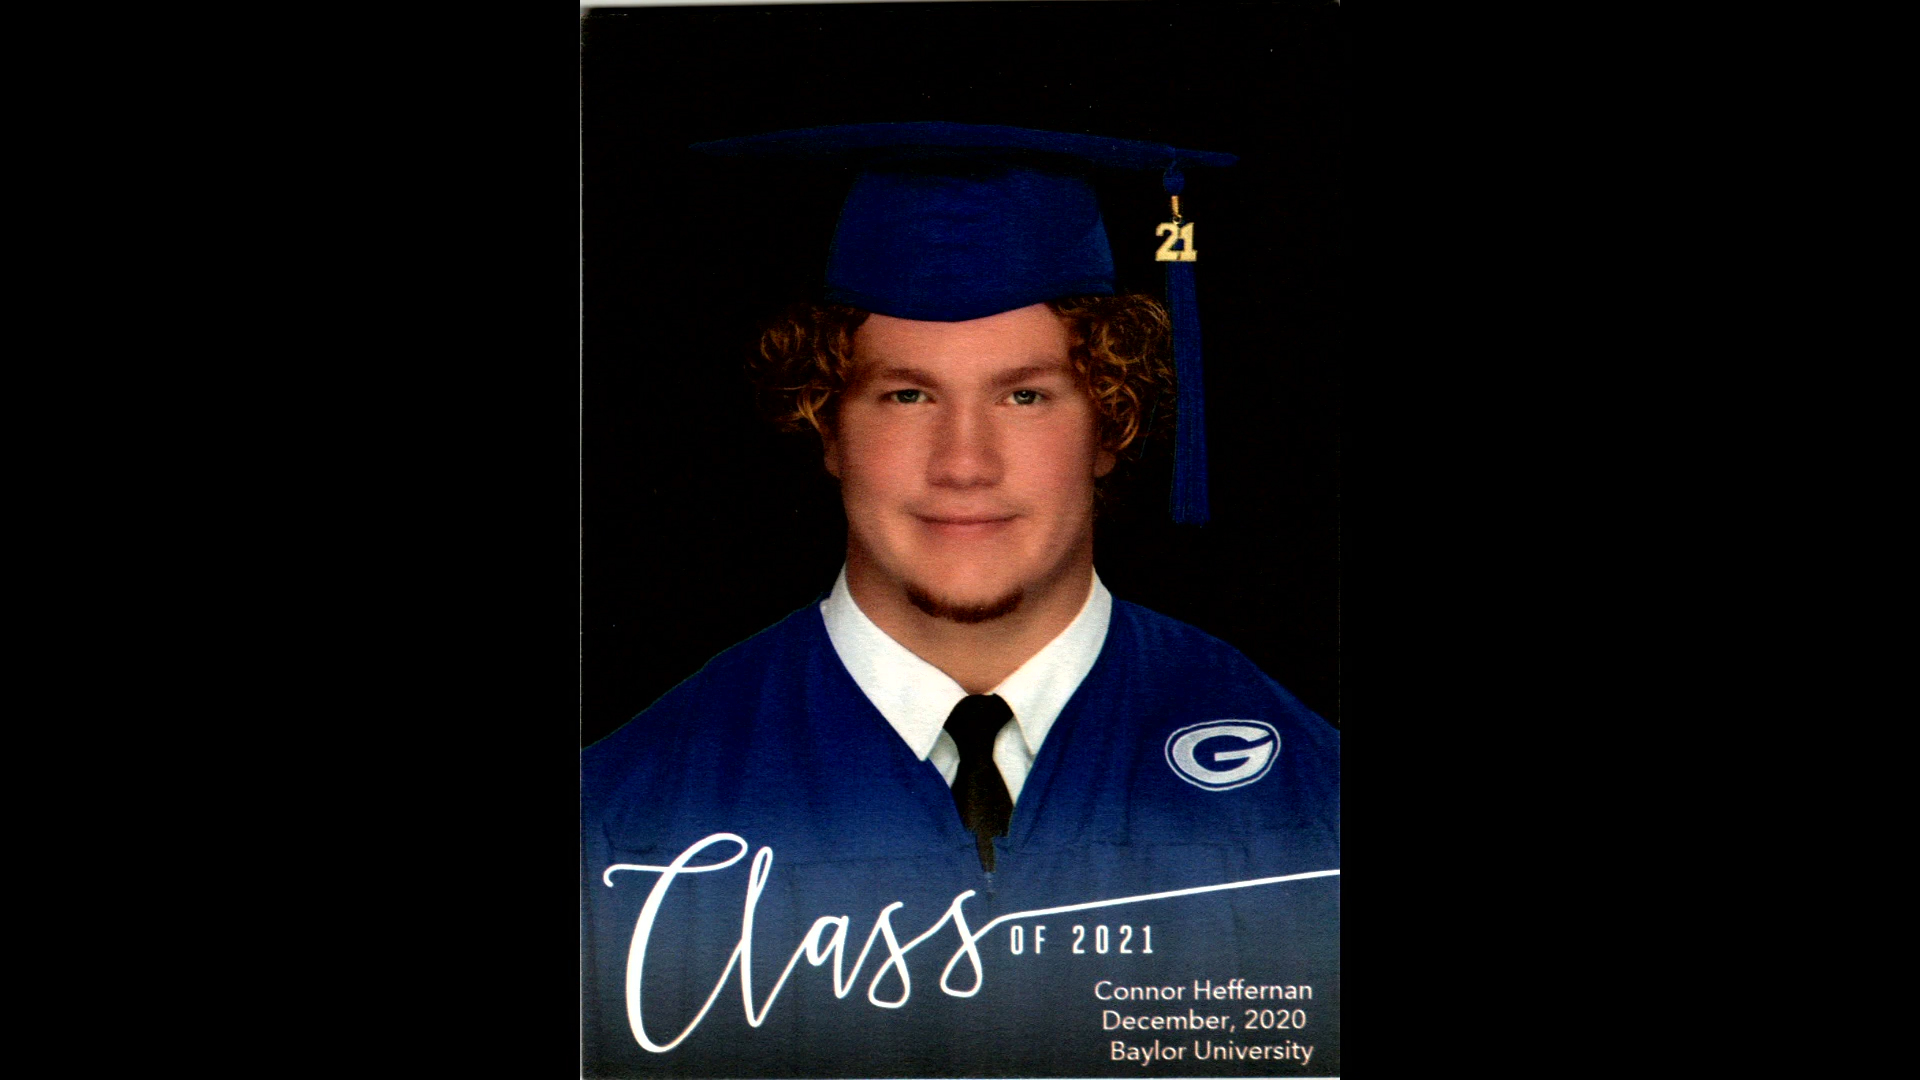 21
G
Class
OF 2021
Connor Heffernan
December, 2020
Baylor University